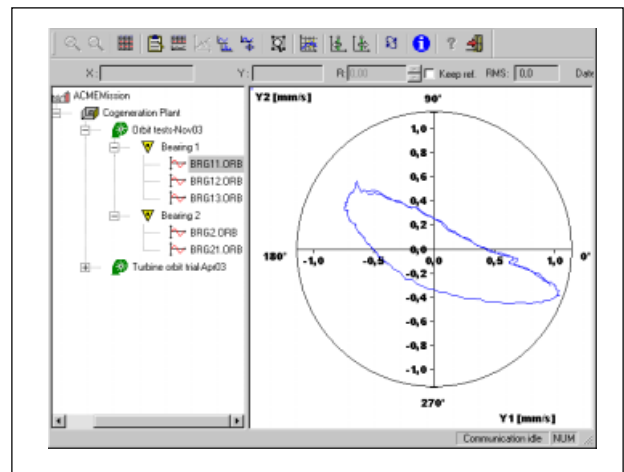 X:
Y:
R: 0.00
Keep ref.
RMS: 0.0
Date
ACMEMission
Cogeneration Plant
Orbit tests-Nov03
Bearing 1
BRG11.ORB
BRG12.ORB
BRG13.ORB
Bearing 2
BRG2.ORB
BRG21.ORB
Turbine orbit trial-Apr03
Y2 [mm/s]
90°
1,0
0,8
0,6
0,4
0,2
180°
-1,0
-0,5
0,0
0,5
1,0
0°
-0,2
-0,4
-0,6
-0,8
-1,0
270°
Y1 [mm/s]
Communication idle
NUM